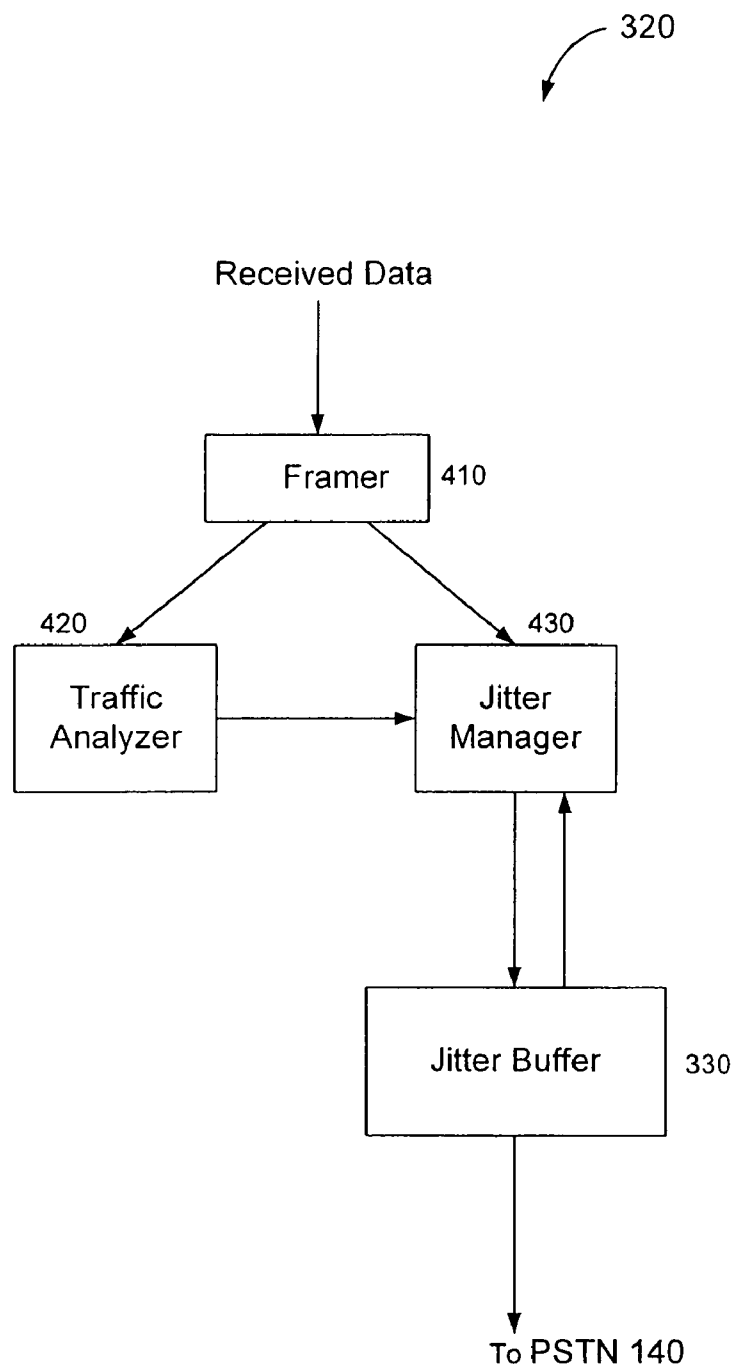 320
Received Data
Framer
410
420
430
Traffic
Analyzer
Jitter
Manager
Jitter Buffer
330
To PSTN 140